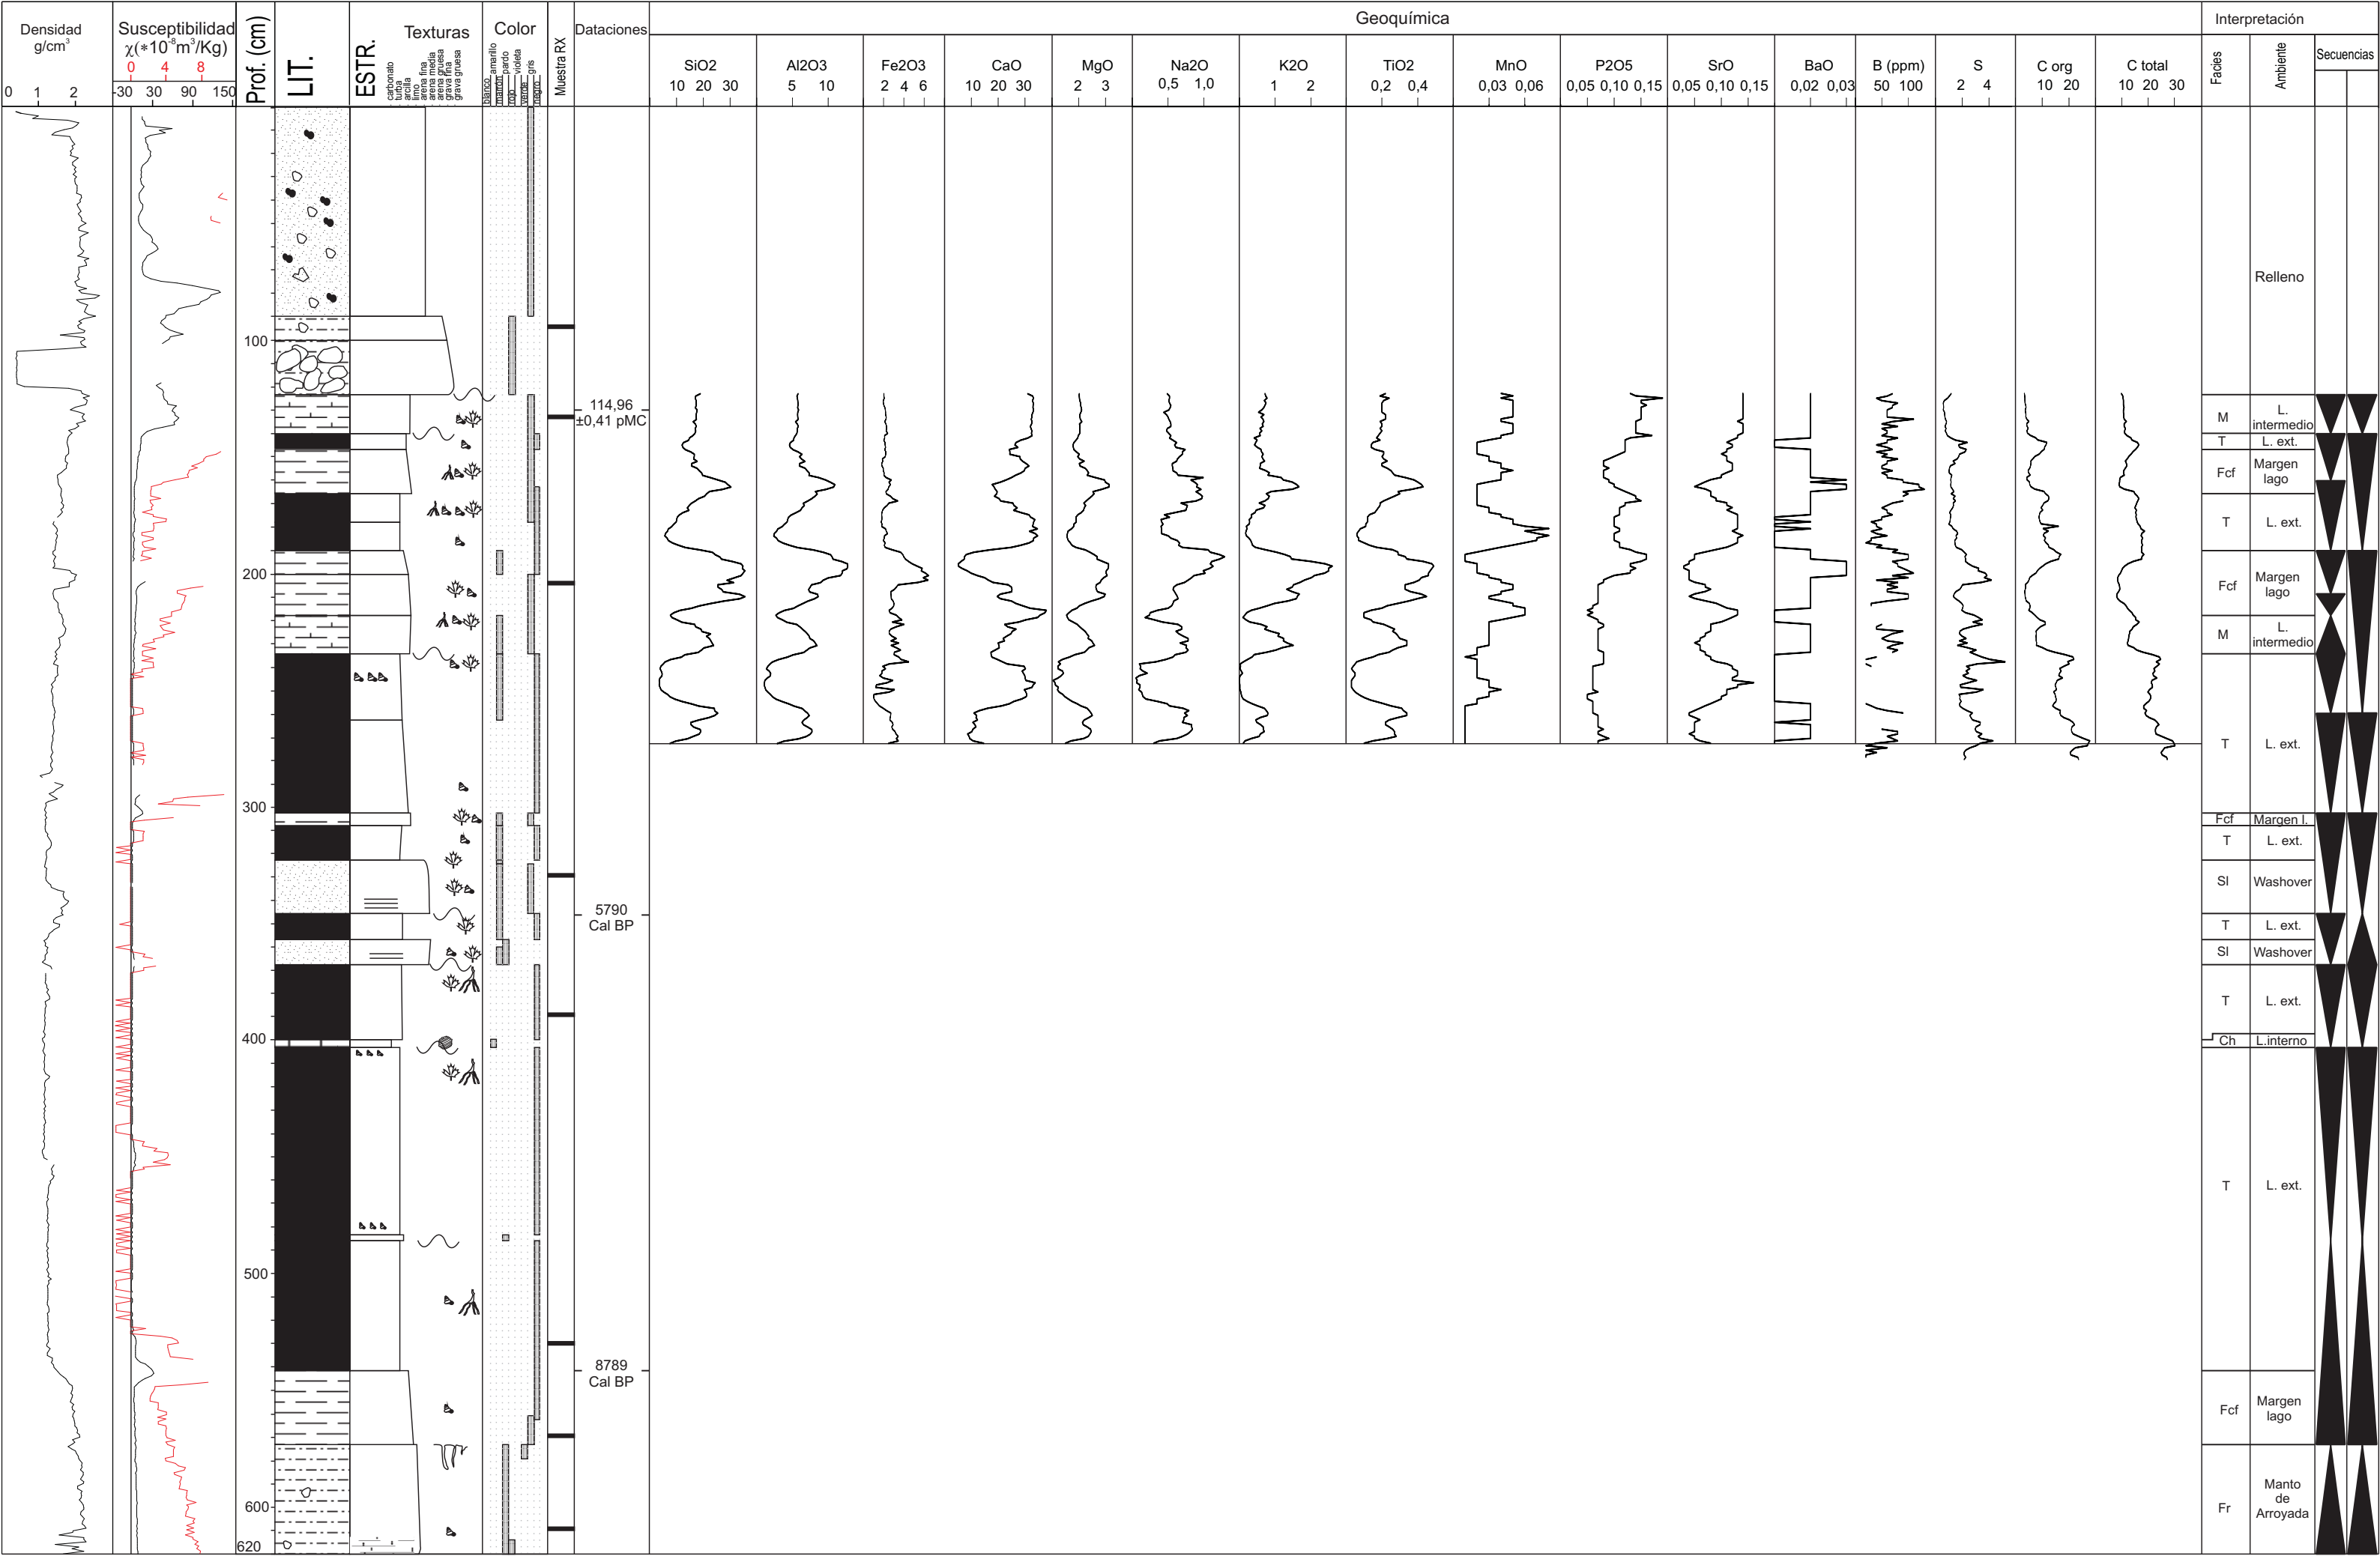 Densidad
g/cm³
0 1 2
Susceptibilidad
χ(*10⁻⁸m³/Kg)
0 4 8
-30 30 90 150
Prof. (cm)
LIT.
ESTR.
Texturas
carbonato
turba
arcilla
limo
arena fina
arena media
arena gruesa
grava fina
grava gruesa
Color
blanco
amarillo
marrón
pardo
rojo
violeta
verde
gris
negro
Muestra RX
Dataciones
Geoquímica
SiO2
10 20 30
Al2O3
5 10
Fe2O3
2 4 6
CaO
10 20 30
MgO
2 3
Na2O
0,5 1,0
K2O
1 2
TiO2
0,2 0,4
MnO
0,03 0,06
P2O5
0,05 0,10 0,15
SrO
0,05 0,10 0,15
BaO
0,02 0,03
B (ppm)
50 100
S
2 4
C org
10 20
C total
10 20 30
Interpretación
Facies
Ambiente
Secuencias
100
200
300
400
500
600
620
114,96
±0,41 pMC
5790
Cal BP
8789
Cal BP
Relleno
M
L.
intermedio
T
L. ext.
Fcf
Margen
lago
T
L. ext.
Fcf
Margen
lago
M
L.
intermedio
T
L. ext.
Fcf
Margen l.
T
L. ext.
Sl
Washover
T
L. ext.
Sl
Washover
T
L. ext.
Ch
L.interno
T
L. ext.
Fcf
Margen
lago
Fr
Manto
de
Arroyada